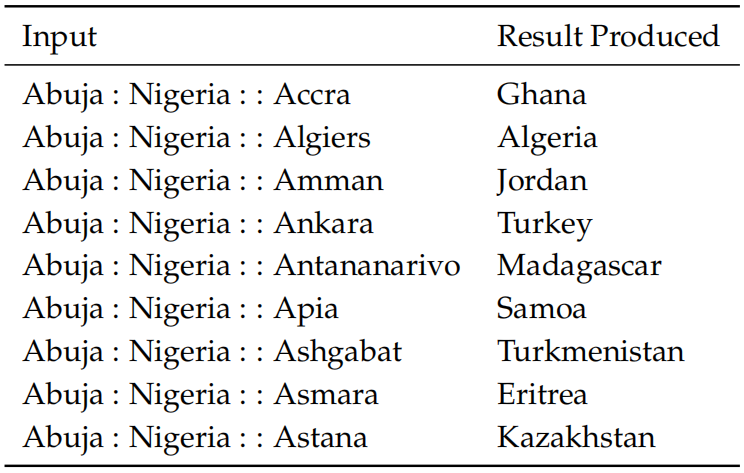 Input Result Produced
Abuja : Nigeria : : Accra Ghana
Abuja : Nigeria : : Algiers Algeria
Abuja : Nigeria : : Amman Jordan
Abuja : Nigeria : : Ankara Turkey
Abuja : Nigeria : : Antananarivo Madagascar
Abuja : Nigeria : : Apia Samoa
Abuja : Nigeria : : Ashgabat Turkmenistan
Abuja : Nigeria : : Asmara Eritrea
Abuja : Nigeria : : Astana Kazakhstan